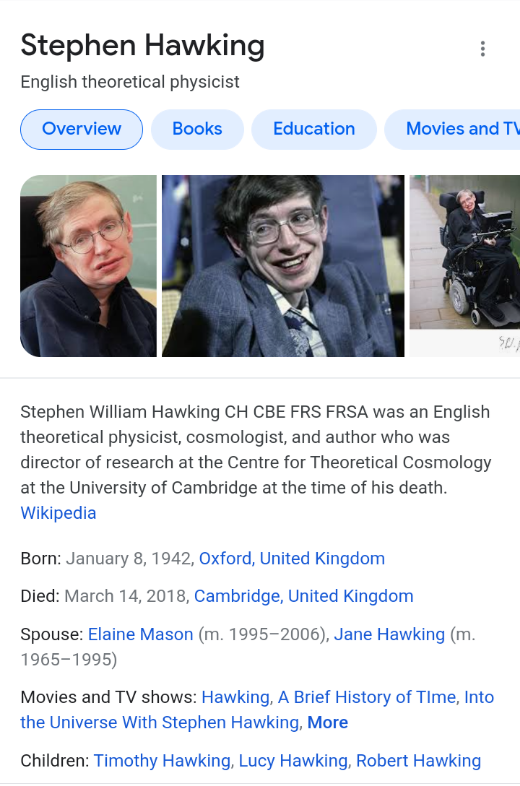 Stephen Hawking
English theoretical physicist
Overview Books Education Movies and TV
Stephen William Hawking CH CBE FRS FRSA was an English
theoretical physicist, cosmologist, and author who was
director of research at the Centre for Theoretical Cosmology
at the University of Cambridge at the time of his death.
Wikipedia
Born: January 8, 1942, Oxford, United Kingdom
Died: March 14, 2018, Cambridge, United Kingdom
Spouse: Elaine Mason (m. 1995–2006), Jane Hawking (m.
1965–1995)
Movies and TV shows: Hawking, A Brief History of TIme, Into
the Universe With Stephen Hawking, More
Children: Timothy Hawking, Lucy Hawking, Robert Hawking